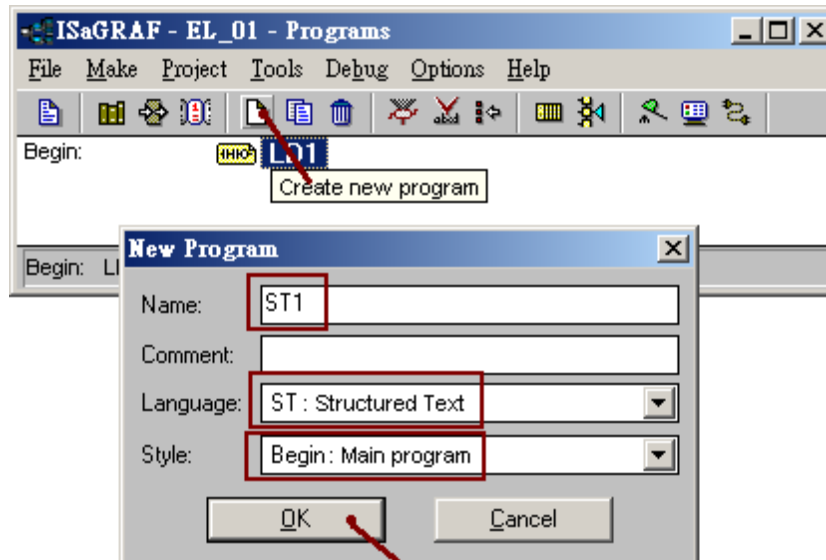 ISaGRAF - EL_01 - Programs
File Make Project Tools Debug Options Help
Begin: LD1
Create new program
Begin:
New Program
Name: ST1
Comment:
Language: ST : Structured Text
Style: Begin : Main program
OK Cancel